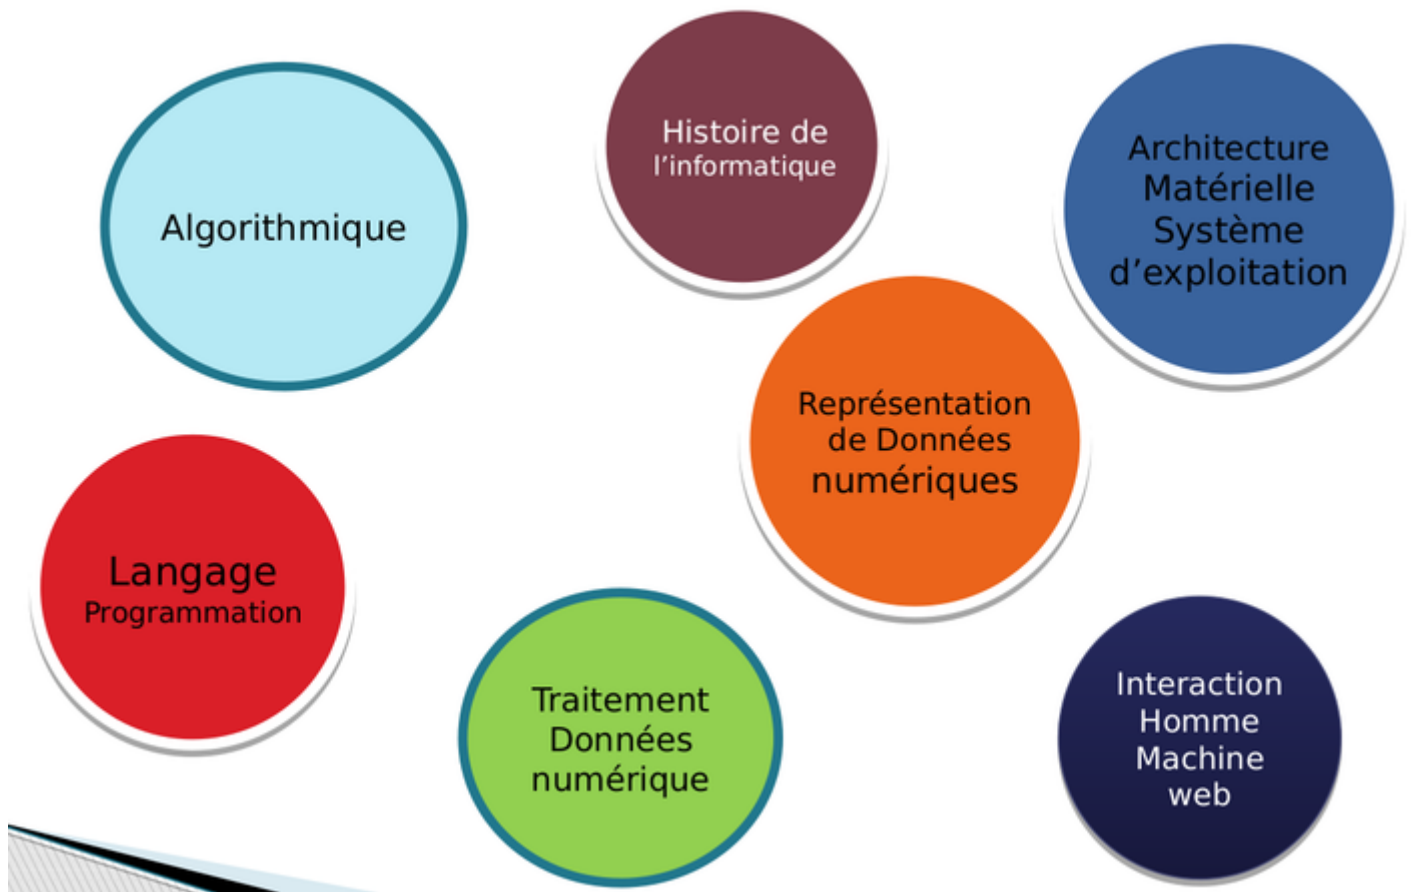 Algorithmique
Histoire de
l’informatique
Architecture
Matérielle
Système
d’exploitation
Représentation
de Données
numériques
Langage
Programmation
Traitement
Données
numérique
Interaction
Homme
Machine
web